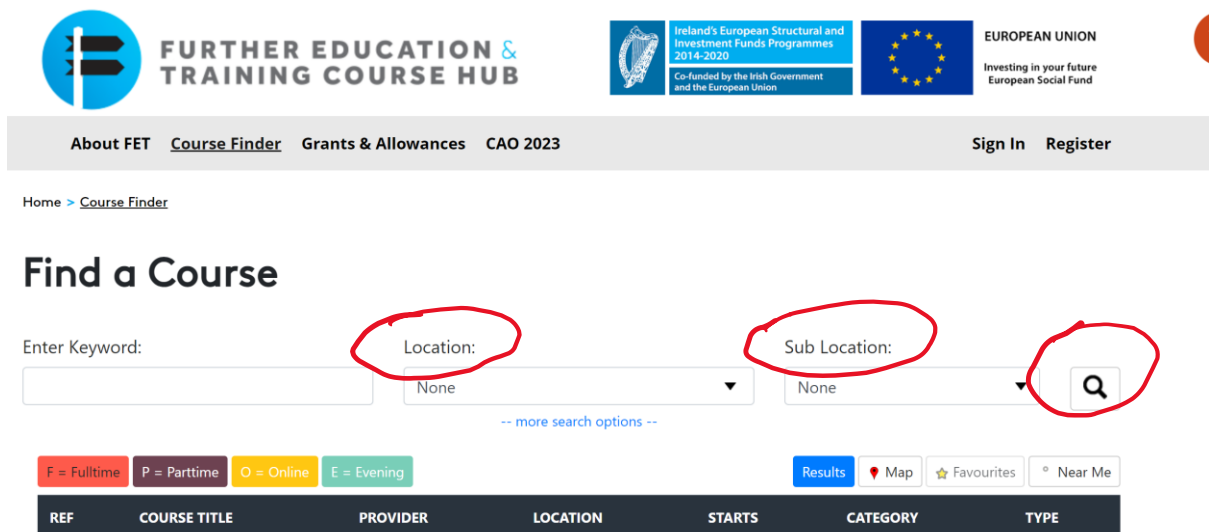 FURTHER EDUCATION &
TRAINING COURSE HUB
Ireland's European Structural and
Investment Funds Programmes
2014-2020
Co-funded by the Irish Government
and the European Union
EUROPEAN UNION
Investing in your future
European Social Fund
About FET Course Finder Grants & Allowances CAO 2023 Sign In Register
Home > Course Finder
Find a Course
Enter Keyword: Location: Sub Location:
None None
-- more search options --
F = Fulltime P = Parttime O = Online E = Evening Results Map Favourites Near Me
REF COURSE TITLE PROVIDER LOCATION STARTS CATEGORY TYPE